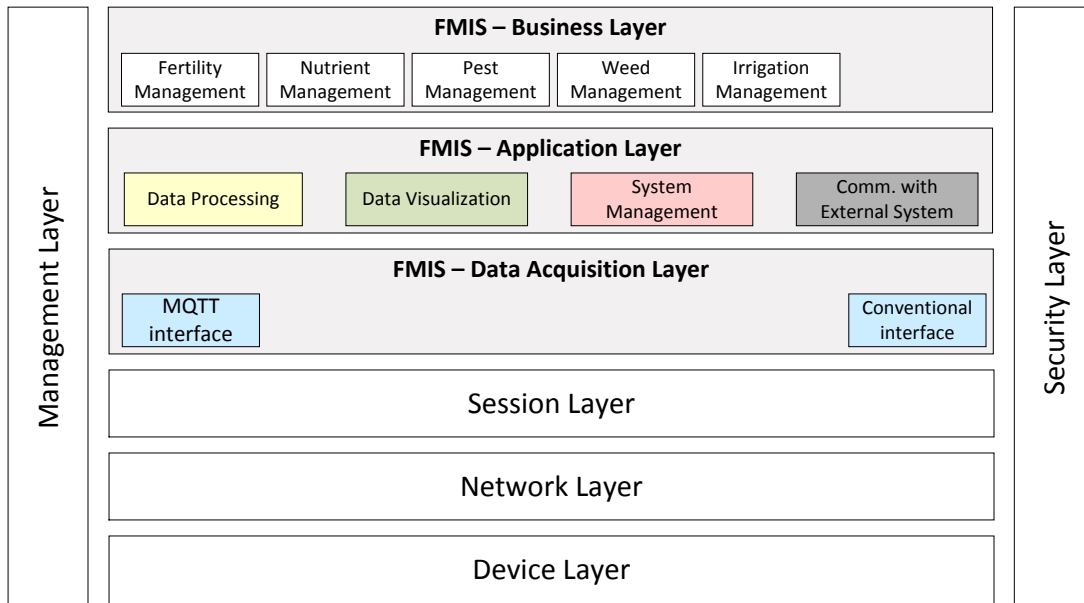 Management Layer
FMIS – Business Layer
Fertility
Management
Nutrient
Management
Pest
Management
Weed
Management
Irrigation
Management
FMIS – Application Layer
Data Processing
Data Visualization
System
Management
Comm. with
External System
FMIS – Data Acquisition Layer
MQTT
interface
Conventional
interface
Session Layer
Network Layer
Device Layer
Security Layer